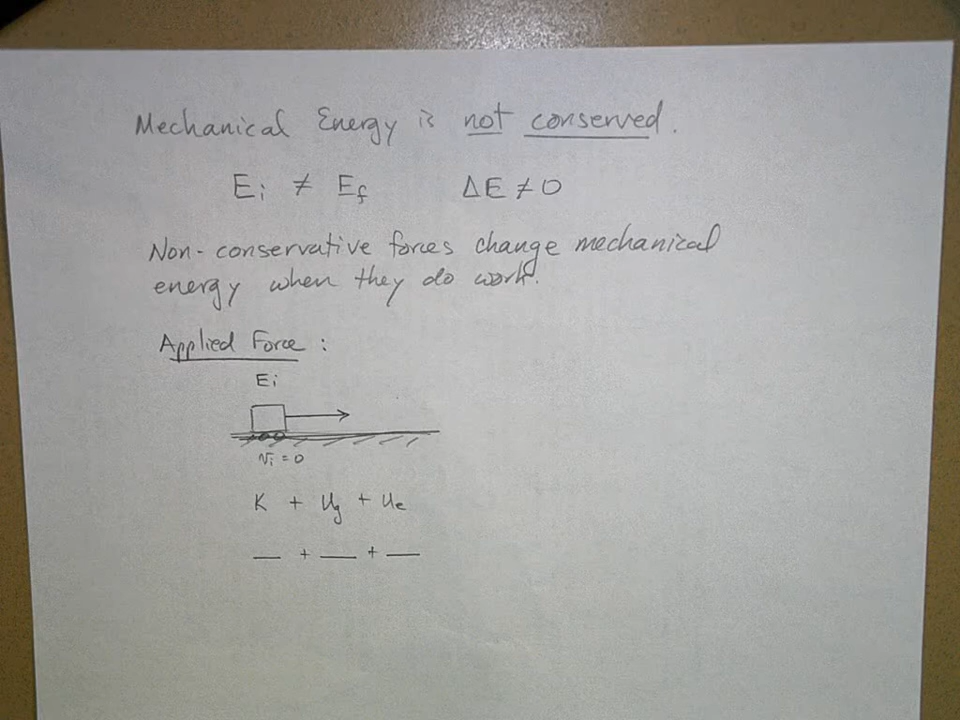 Mechanical Energy is not conserved.
Ei ≠ Ef ΔE ≠ 0
Non-conservative forces change mechanical
energy when they do work.
Applied Force :
Ei
vi = 0
K + Ug + Ue
__ + __ + __